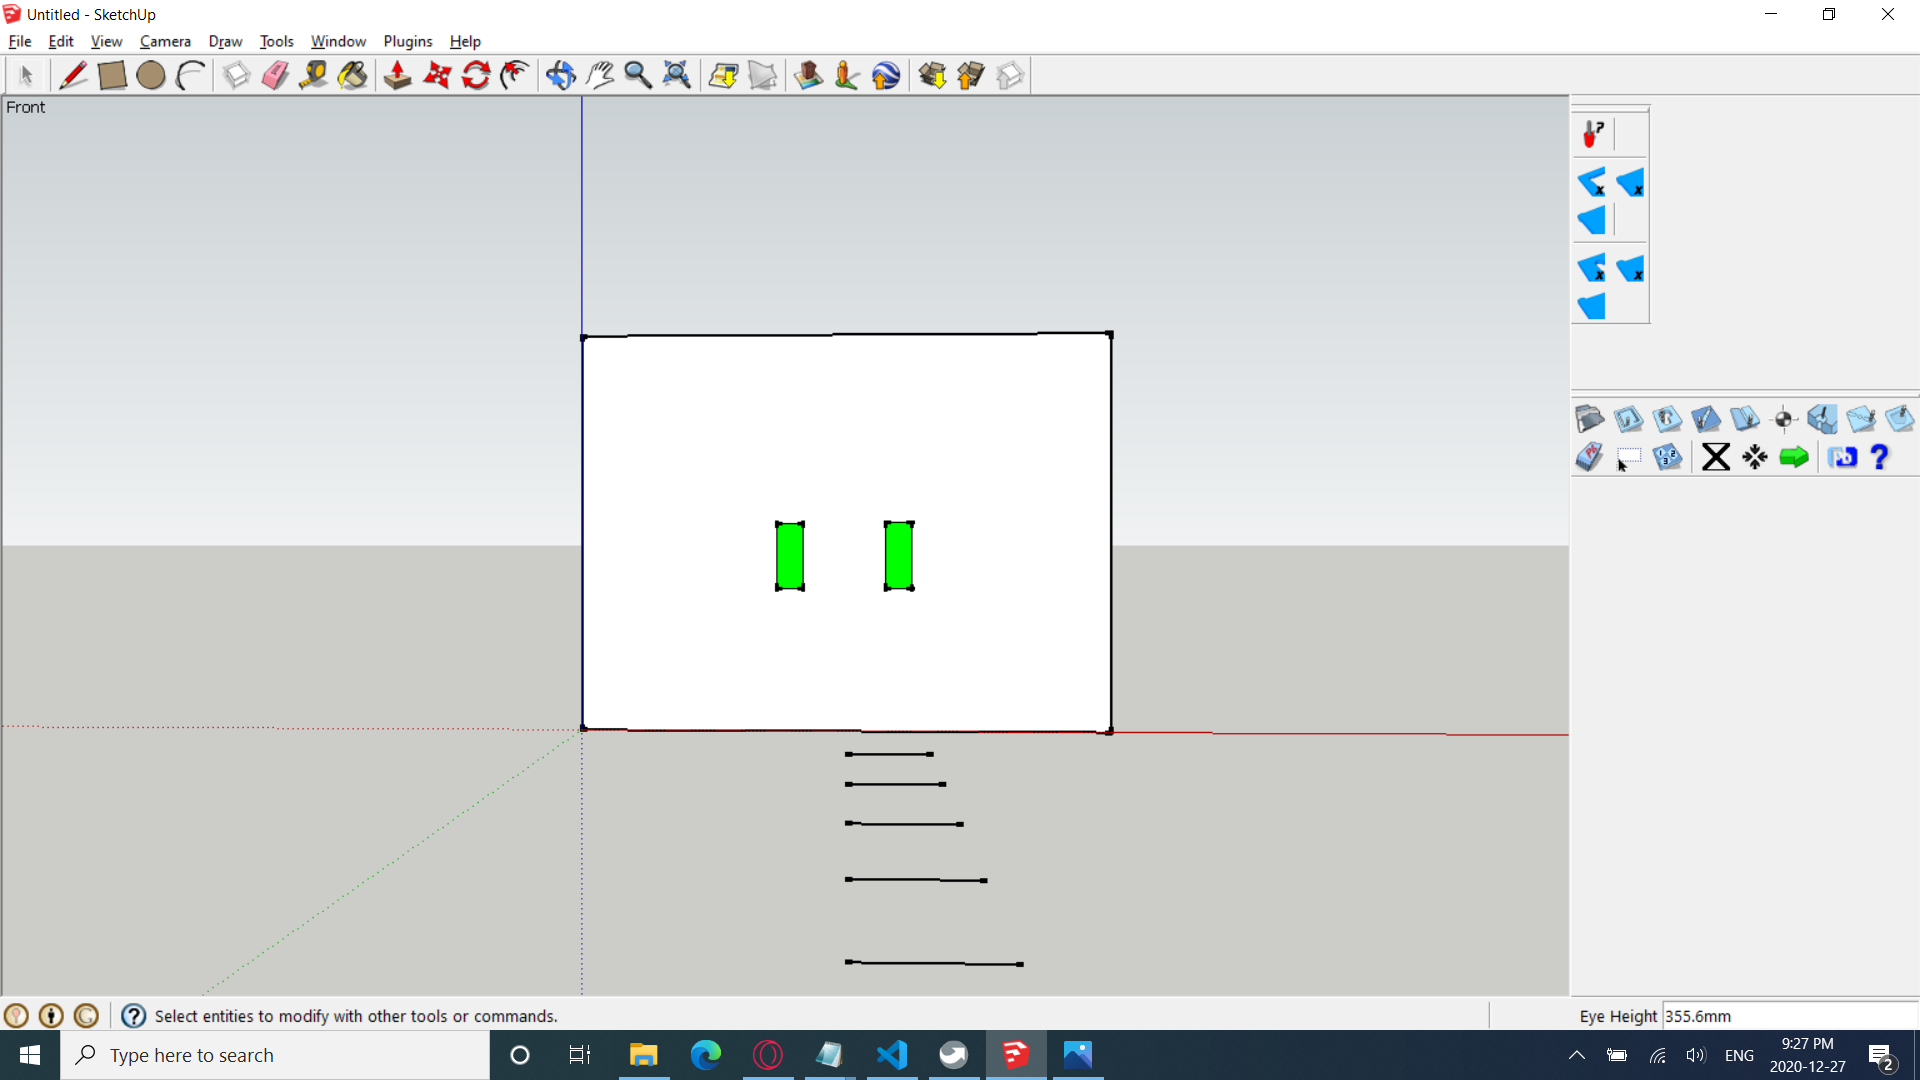 Untitled - SketchUp
File Edit View Camera Draw Tools Window Plugins Help
Front
Select entities to modify with other tools or commands.
Eye Height 355.6mm
Type here to search
ENG
9:27 PM
2020-12-27
2